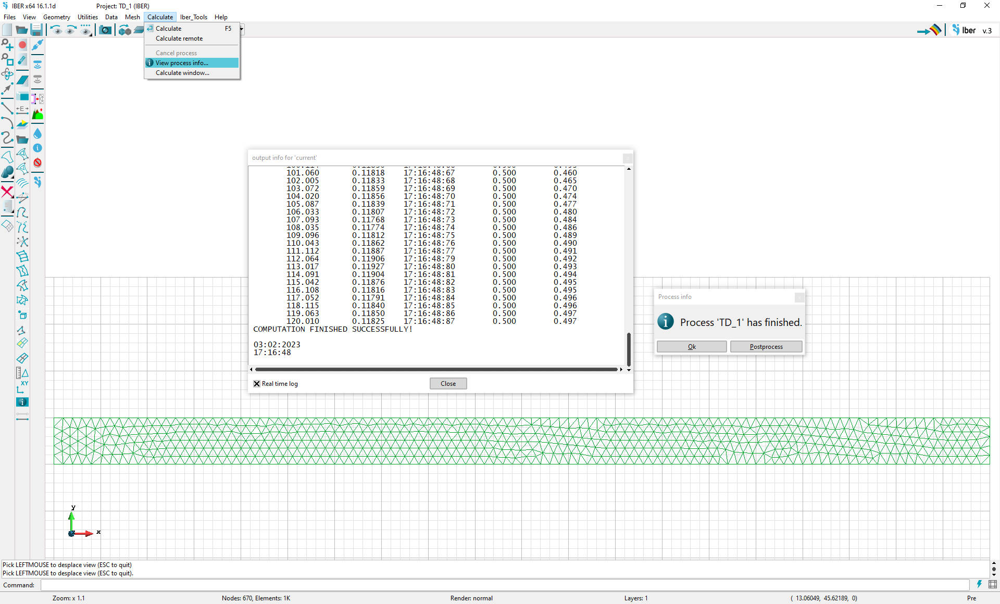 IBER x64 16.1.1d Project: TD_1 (IBER)
Files View Geometry Utilities Data Mesh Calculate Iber_Tools Help
Calculate F5
Calculate remote
Cancel process
View process info...
Calculate window...
Iber v.3
E
XY
output info for 'current'
101.060 0.11818 17:16:48:67 0.500 0.460
102.005 0.11833 17:16:48:68 0.500 0.465
103.072 0.11859 17:16:48:69 0.500 0.470
104.020 0.11856 17:16:48:70 0.500 0.474
105.087 0.11839 17:16:48:71 0.500 0.477
106.033 0.11807 17:16:48:72 0.500 0.480
107.093 0.11768 17:16:48:73 0.500 0.484
108.035 0.11774 17:16:48:74 0.500 0.486
109.096 0.11812 17:16:48:75 0.500 0.489
110.043 0.11862 17:16:48:76 0.500 0.490
111.112 0.11887 17:16:48:77 0.500 0.491
112.064 0.11906 17:16:48:79 0.500 0.492
113.017 0.11927 17:16:48:80 0.500 0.493
114.091 0.11904 17:16:48:81 0.500 0.494
115.042 0.11876 17:16:48:82 0.500 0.495
116.108 0.11816 17:16:48:83 0.500 0.495
117.052 0.11791 17:16:48:84 0.500 0.496
118.115 0.11840 17:16:48:85 0.500 0.496
119.063 0.11850 17:16:48:86 0.500 0.497
120.010 0.11825 17:16:48:87 0.500 0.497
COMPUTATION FINISHED SUCCESSFULLY!
03:02:2023
17:16:48
Real time log Close
Process info
Process 'TD_1' has finished.
Ok Postprocess
y
z x
Pick LEFTMOUSE to desplace view (ESC to quit)
Pick LEFTMOUSE to desplace view (ESC to quit).
Command:
Zoom: x 1.1 Nodes: 670, Elements: 1K Render: normal Layers: 1 ( 13.06049, 45.62189, 0) Pre